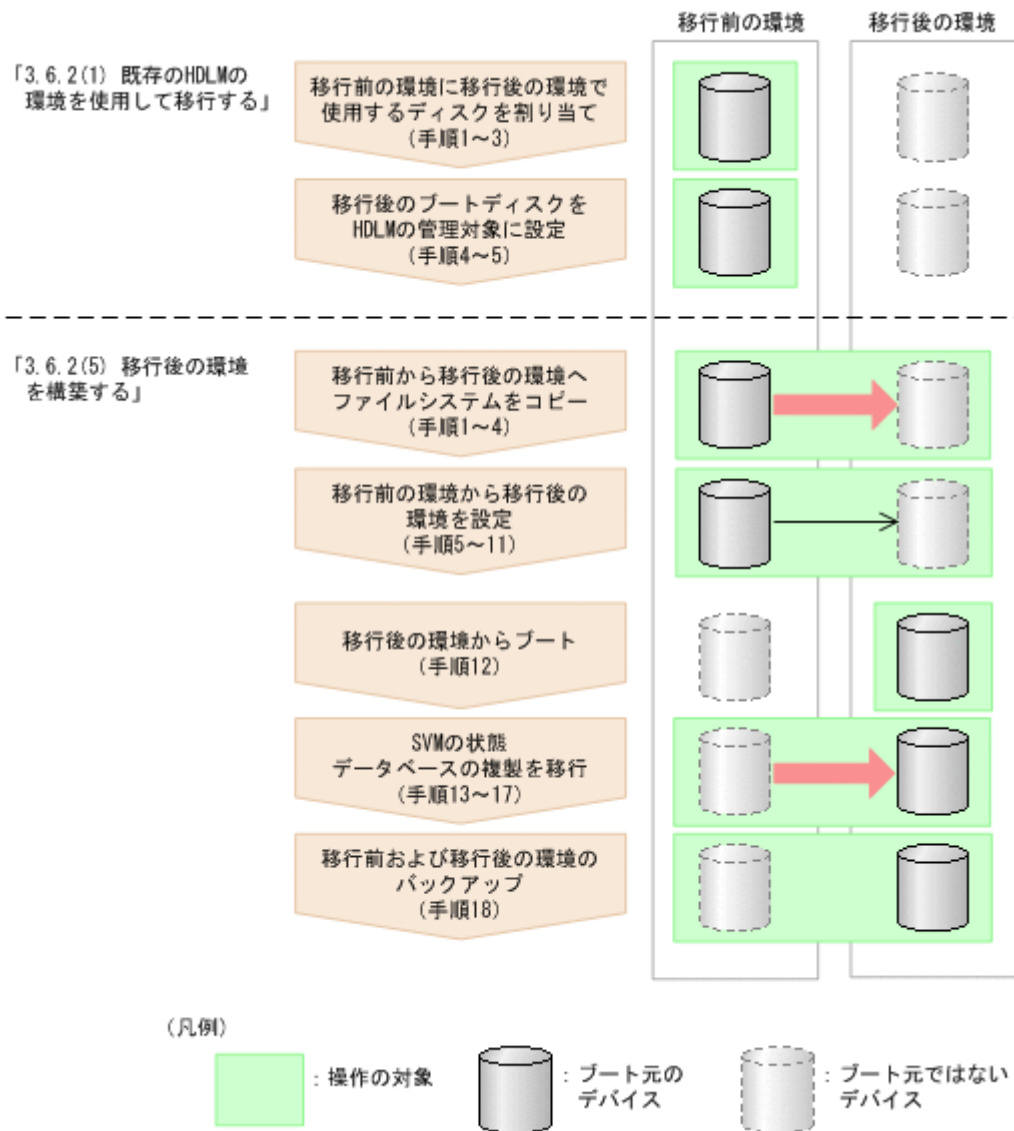 移行前の環境
移行後の環境
「3.6.2(1) 既存のHDLMの
環境を使用して移行する」
移行前の環境に移行後の環境で
使用するディスクを割り当て
(手順1～3)
移行後のブートディスクを
HDLMの管理対象に設定
(手順4～5)
「3.6.2(5) 移行後の環境
を構築する」
移行前から移行後の環境へ
ファイルシステムをコピー
(手順1～4)
移行前の環境から移行後の
環境を設定
(手順5～11)
移行後の環境からブート
(手順12)
SVMの状態
データベースの複製を移行
(手順13～17)
移行前および移行後の環境の
バックアップ
(手順18)
(凡例)
：操作の対象
：ブート元の
デバイス
：ブート元ではない
デバイス